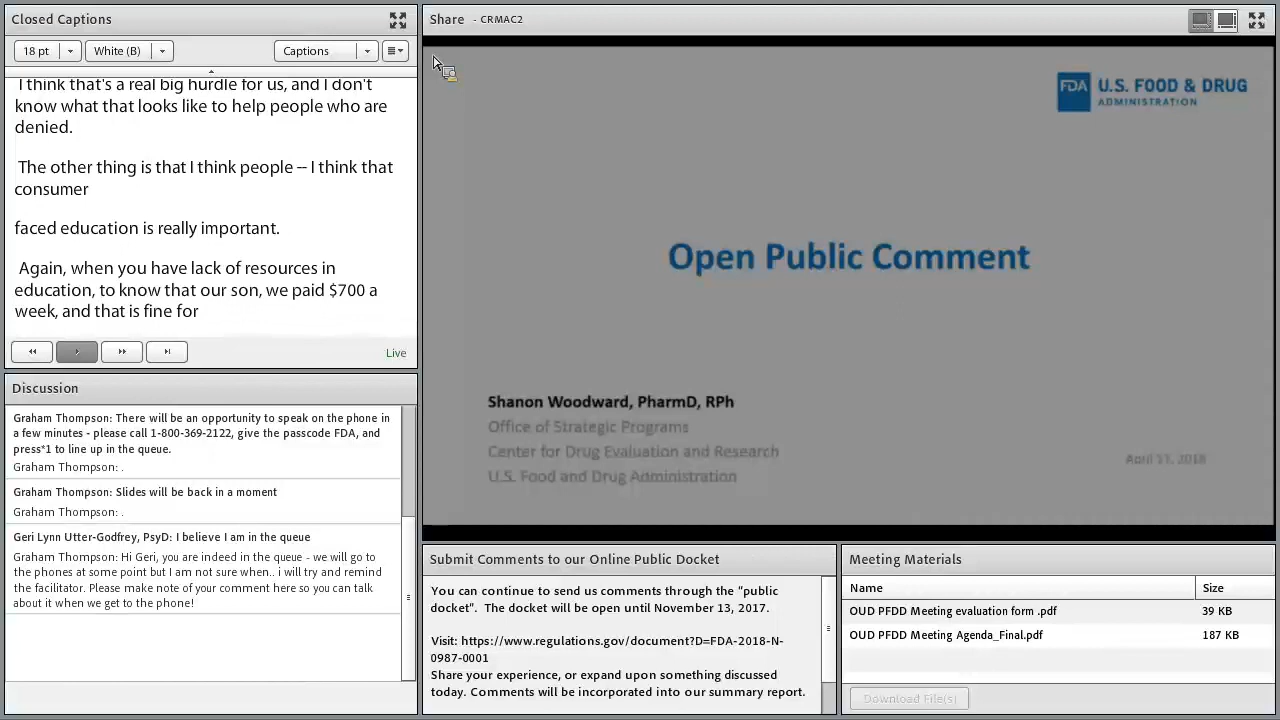 Closed Captions
18 pt
White (B)
Captions
I think that's a real big hurdle for us, and I don't
know what that looks like to help people who are
denied.
The other thing is that I think people -- I think that
consumer
faced education is really important.
Again, when you have lack of resources in
education, to know that our son, we paid $700 a
week, and that is fine for
Live
Discussion
Graham Thompson: There will be an opportunity to speak on the phone in
a few minutes - please call 1-800-369-2122, give the passcode FDA, and
press*1 to line up in the queue.
Graham Thompson: .
Graham Thompson: Slides will be back in a moment
Graham Thompson: .
Geri Lynn Utter-Godfrey, PsyD: I believe I am in the queue
Graham Thompson: Hi Geri, you are indeed in the queue - we will go to
the phones at some point but I am not sure when.. i will try and remind
the facilitator. Please make note of your comment here so you can talk
about it when we get to the phone!
Share - CRMAC2
FDA U.S. FOOD & DRUG
ADMINISTRATION
Open Public Comment
Shanon Woodward, PharmD, RPh
Office of Strategic Programs
Center for Drug Evaluation and Research
U.S. Food and Drug Administration
April 17, 2018
Submit Comments to our Online Public Docket
You can continue to send us comments through the "public
docket". The docket will be open until November 13, 2017.
Visit: https://www.regulations.gov/document?D=FDA-2018-N-
0987-0001
Share your experience, or expand upon something discussed
today. Comments will be incorporated into our summary report.
Meeting Materials
Name Size
OUD PFDD Meeting evaluation form .pdf 39 KB
OUD PFDD Meeting Agenda_Final.pdf 187 KB
Download File(s)